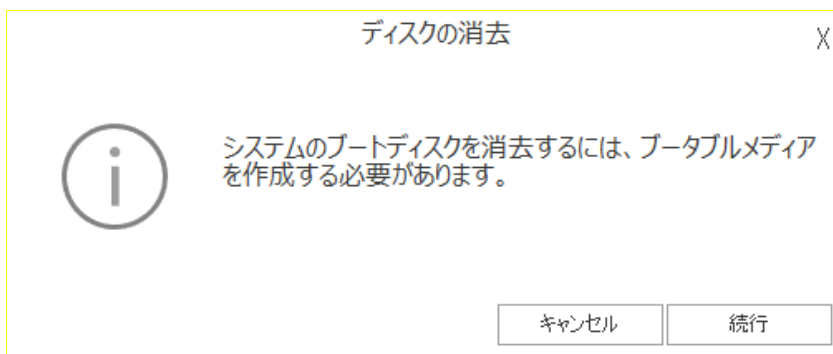 ディスクの消去
X
システムのブートディスクを消去するには、ブータブルメディア
を作成する必要があります。
キャンセル
続行